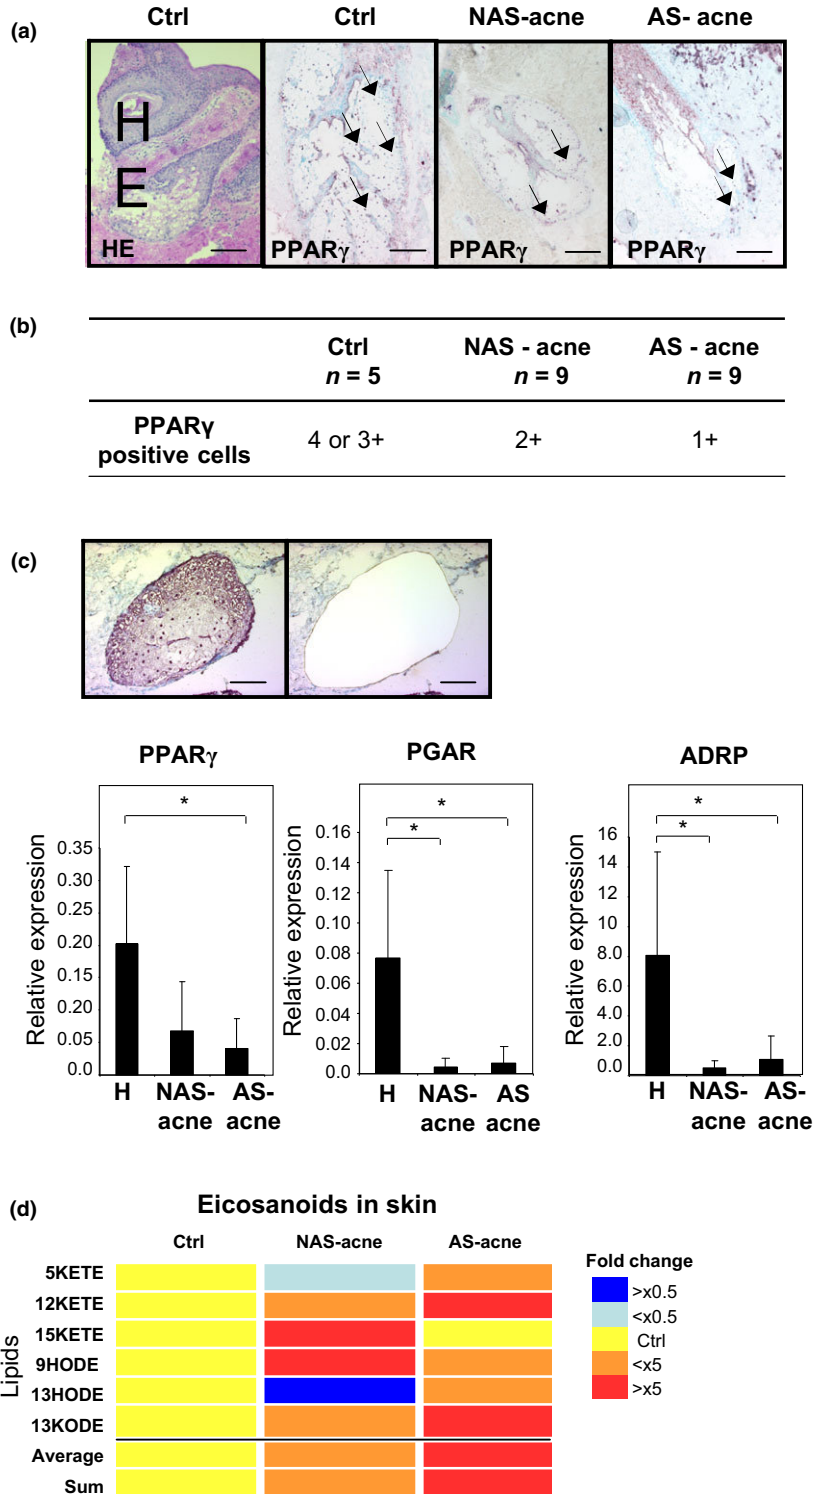 (a)
Ctrl Ctrl NAS-acne AS- acne
H
E
HE PPARγ PPARγ PPARγ
(b)
Ctrl NAS - acne AS - acne
n = 5 n = 9 n = 9
PPARγ
positive cells 4 or 3+ 2+ 1+
(c)
PPARγ
*
Relative expression
0.35
0.30
0.25
0.20
0.15
0.20
0.05
0.0
H NAS-acne AS-acne
PGAR
*
*
Relative expression
0.16
0.14
0.12
0.10
0.08
0.06
0.04
0.02
0.0
H NAS-acne AS acne
ADRP
*
*
Relative expression
16
14
12
10
8.0
6.0
4.0
2.0
0.0
H NAS-acne AS-acne
(d)
Eicosanoids in skin
Ctrl NAS-acne AS-acne
Lipids
5KETE
12KETE
15KETE
9HODE
13HODE
13KODE
Average
Sum
Fold change
>x0.5
<x0.5
Ctrl
<x5
>x5